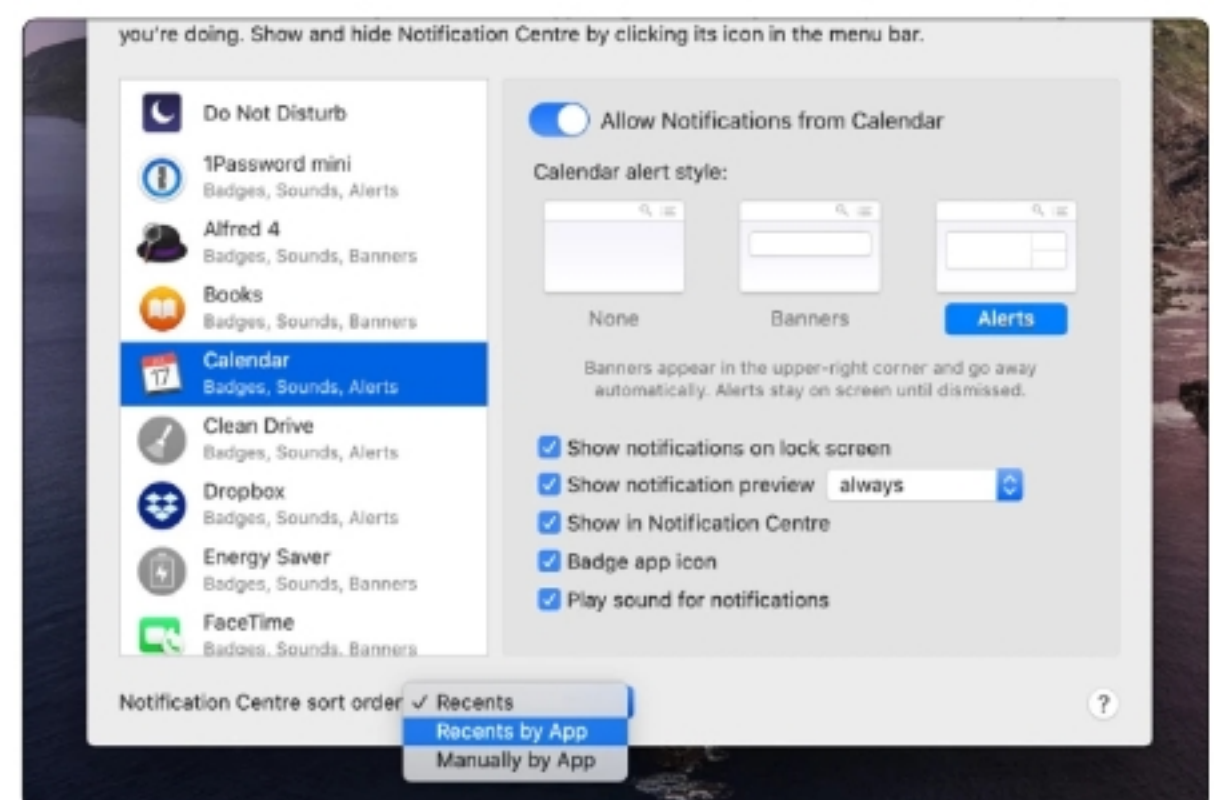 you're doing. Show and hide Notification Centre by clicking its icon in the menu bar.
Do Not Disturb
1Password mini
Badges, Sounds, Alerts
Alfred 4
Badges, Sounds, Banners
Books
Badges, Sounds, Banners
Calendar
Badges, Sounds, Alerts
Clean Drive
Badges, Sounds, Alerts
Dropbox
Badges, Sounds, Alerts
Energy Saver
Badges, Sounds, Banners
FaceTime
Badges, Sounds, Banners
Allow Notifications from Calendar
Calendar alert style:
None
Banners
Alerts
Banners appear in the upper-right corner and go away
automatically. Alerts stay on screen until dismissed.
Show notifications on lock screen
Show notification preview always
Show in Notification Centre
Badge app icon
Play sound for notifications
Notification Centre sort order ✓ Recents
Recents by App
Manually by App
?
17